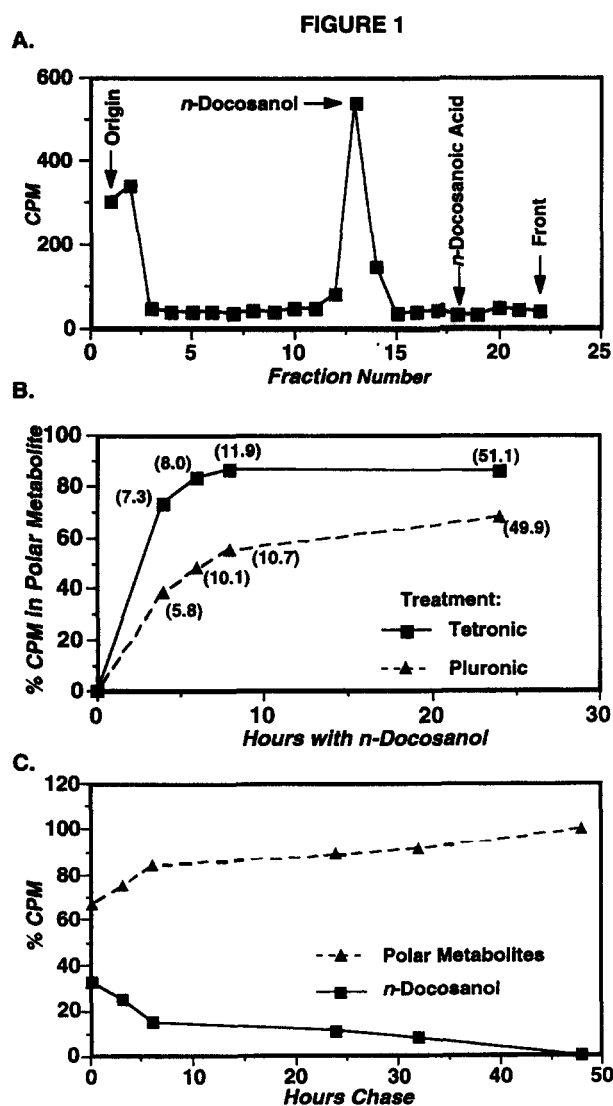 FIGURE 1
A.
600
400
200
0
CPM
Origin
n-Docosanol
n-Docosanoic Acid
Front
0 5 10 15 20 25
Fraction Number
B.
100
80
60
40
20
0
% CPM in Polar Metabolite
(7.3)
(8.0)
(11.9)
(51.1)
(5.8)
(10.1)
(10.7)
(49.9)
Treatment:
Tetronic
Pluronic
0 10 20 30
Hours with n-Docosanol
C.
120
100
80
60
40
20
0
% CPM
Polar Metabolites
n-Docosanol
0 10 20 30 40 50
Hours Chase